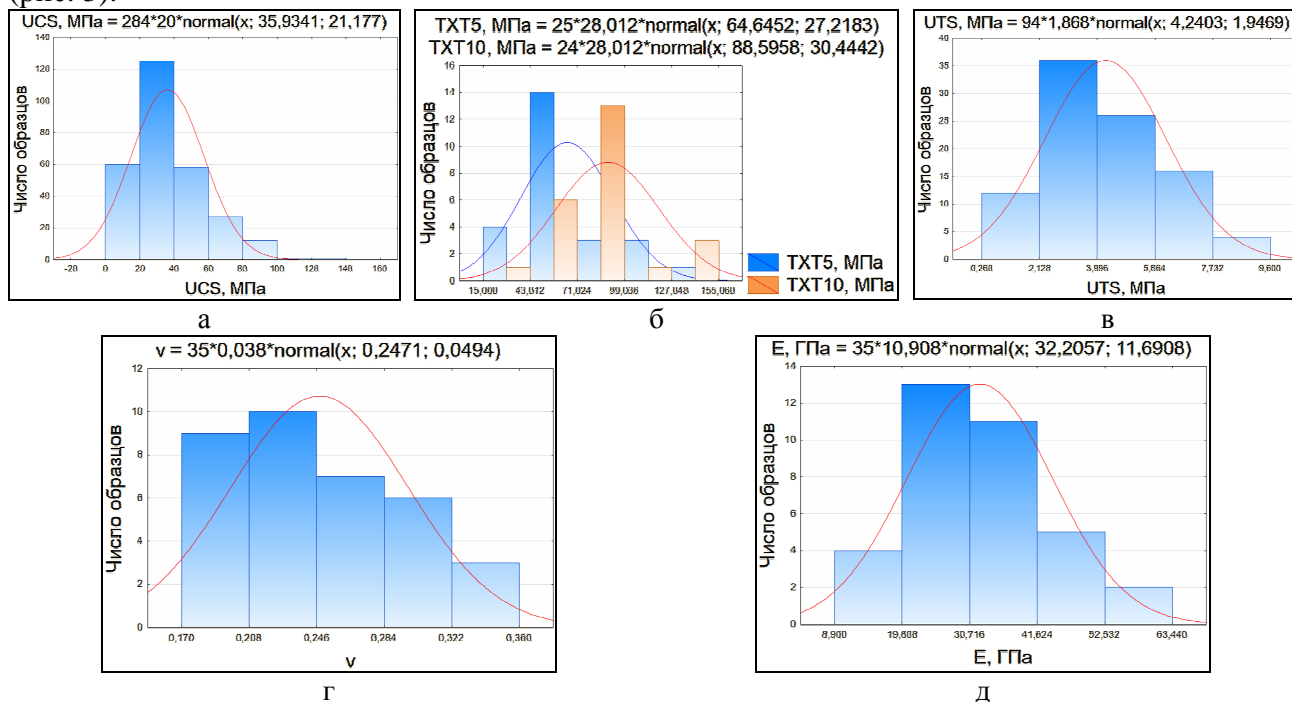 (рис. 3).
UCS, МПа = 284*20*normal(x; 35,9341; 21,177)
Число образцов
140
120
100
80
60
40
20
0
-20 0 20 40 60 80 100 128 148 160
UCS, МПа
а
TXT5, МПа = 25*28,012*normal(x; 64,6452; 27,2183)
TXT10, МПа = 24*28,012*normal(x; 88,5958; 30,4442)
Число образцов
16
14
12
10
8
6
4
2
0
15,000 43,012 71,024 99,036 127,048 155,060
TXT5, МПа
TXT10, МПа
б
UTS, МПа = 94*1,868*normal(x; 4,2403; 1,9469)
Число образцов
40
35
30
25
20
15
10
5
0
0,268 2,128 3,996 5,864 7,732 9,600
UTS, МПа
в
v = 35*0,038*normal(x; 0,2471; 0,0494)
Число образцов
12
10
8
6
4
2
0
0,170 0,208 0,246 0,284 0,322 0,360
v
г
E, ГПа = 35*10,908*normal(x; 32,2057; 11,6908)
Число образцов
14
12
10
8
6
4
2
0
8,900 19,808 30,716 41,624 52,532 63,440
E, ГПа
д